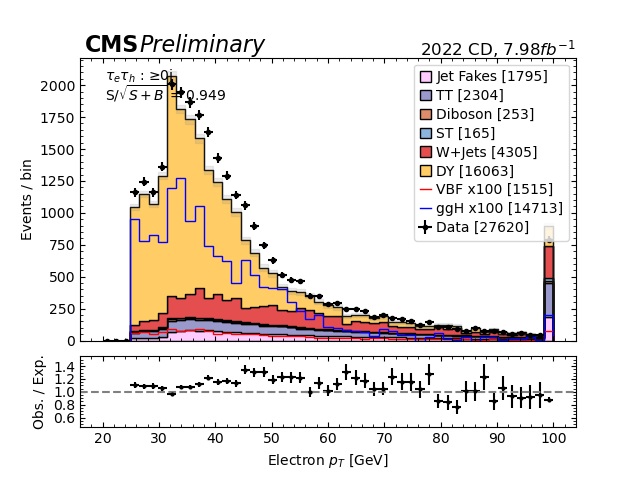 CMS Preliminary
2022 CD, 7.98fb⁻¹
τₑτₕ : ≥0j
S/√S + B = 0.949
Jet Fakes [1795]
TT [2304]
Diboson [253]
ST [165]
W+Jets [4305]
DY [16063]
VBF x100 [1515]
ggH x100 [14713]
Data [27620]
Events / bin
2000
1750
1500
1250
1000
750
500
250
0
Obs. / Exp.
1.4
1.2
1.0
0.8
0.6
20 30 40 50 60 70 80 90 100
Electron p_T [GeV]